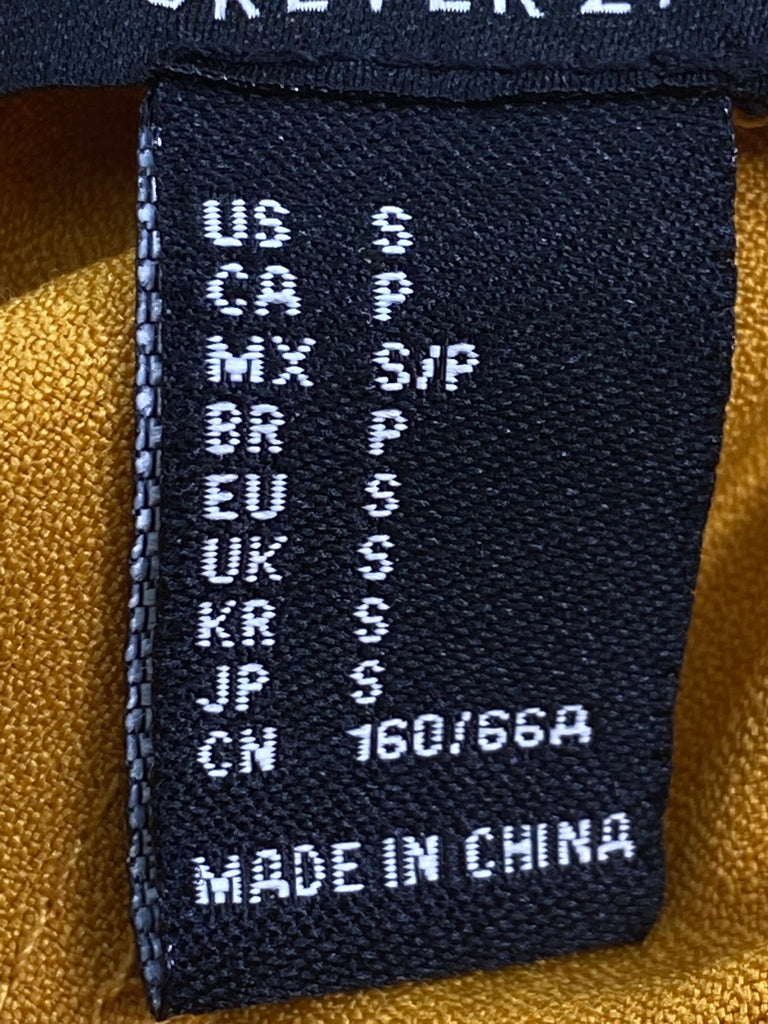 US S
CA P
MX S/P
BR P
EU S
UK S
KR S
JP S
CN 160/66A
MADE IN CHINA